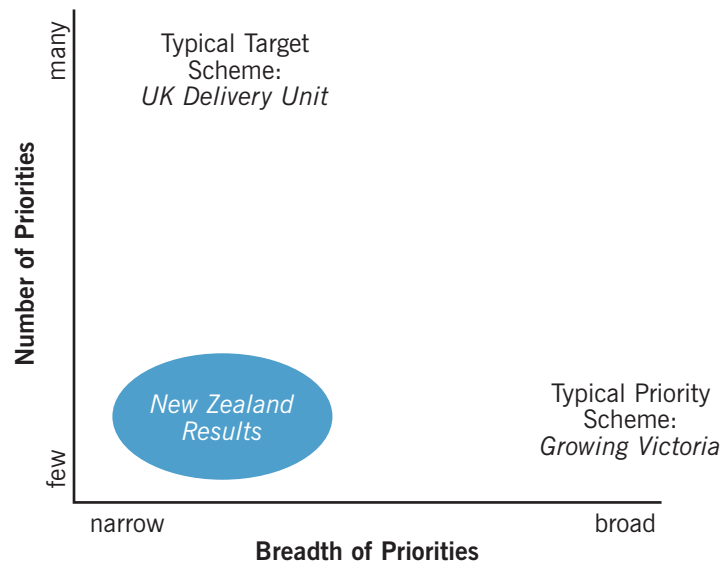 many
Typical Target
Scheme:
UK Delivery Unit
Number of Priorities
New Zealand
Results
Typical Priority
Scheme:
Growing Victoria
few
narrow
broad
Breadth of Priorities